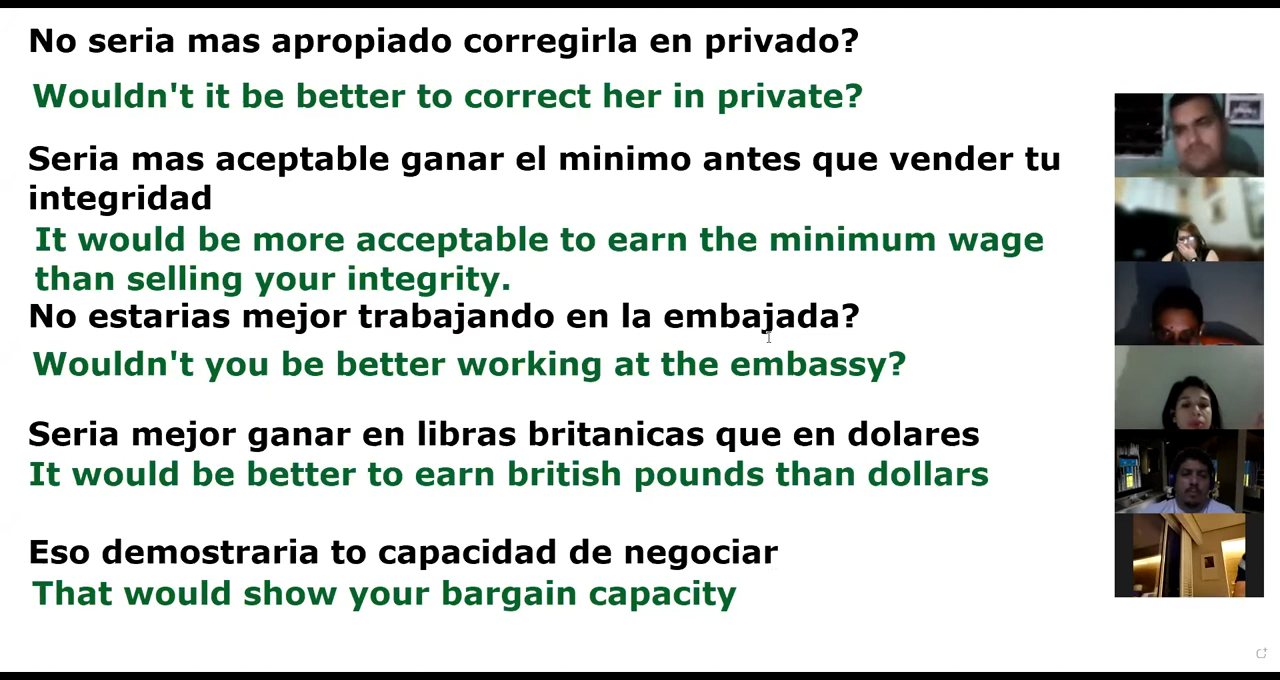 No seria mas apropiado corregirla en privado?
Wouldn't it be better to correct her in private?
Seria mas aceptable ganar el minimo antes que vender tu
integridad
It would be more acceptable to earn the minimum wage
than selling your integrity.
No estarias mejor trabajando en la embajada?
Wouldn't you be better working at the embassy?
Seria mejor ganar en libras britanicas que en dolares
It would be better to earn british pounds than dollars
Eso demostraria to capacidad de negociar
That would show your bargain capacity